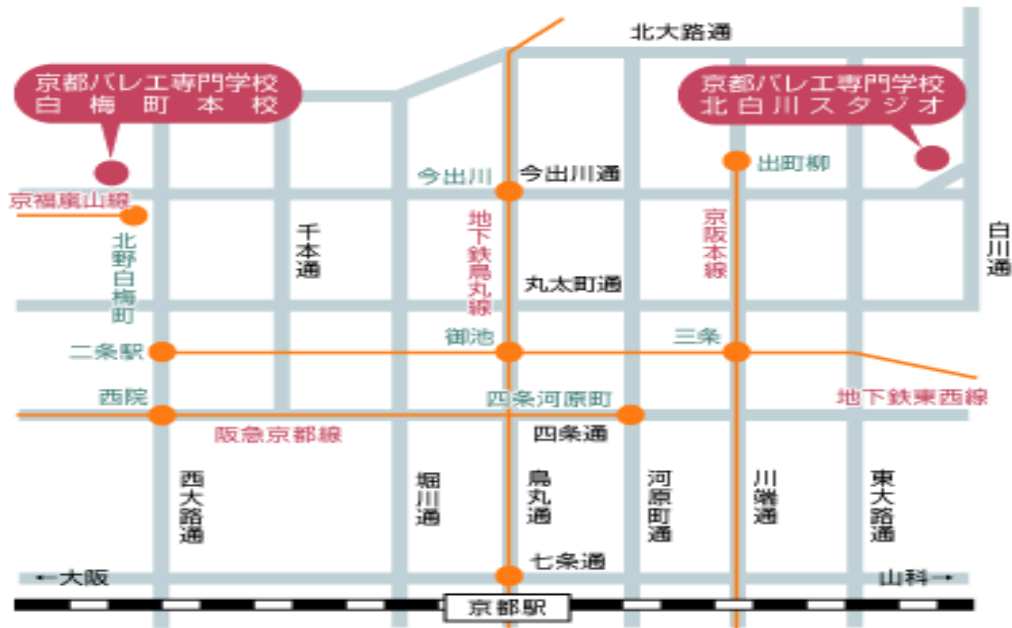 北大路通
京都バレエ専門学校
白梅町本校
京都バレエ専門学校
北白川スタジオ
出町柳
今出川
今出川通
京福嵐山線
北野白梅町
千本通
地下鉄烏丸線
京阪本線
白川通
丸太町通
二条駅
御池
三条
西院
四条河原町
地下鉄東西線
阪急京都線
四条通
西大路通
堀川通
烏丸通
河原町通
川端通
東大路通
七条通
←大阪
山科→
京都駅